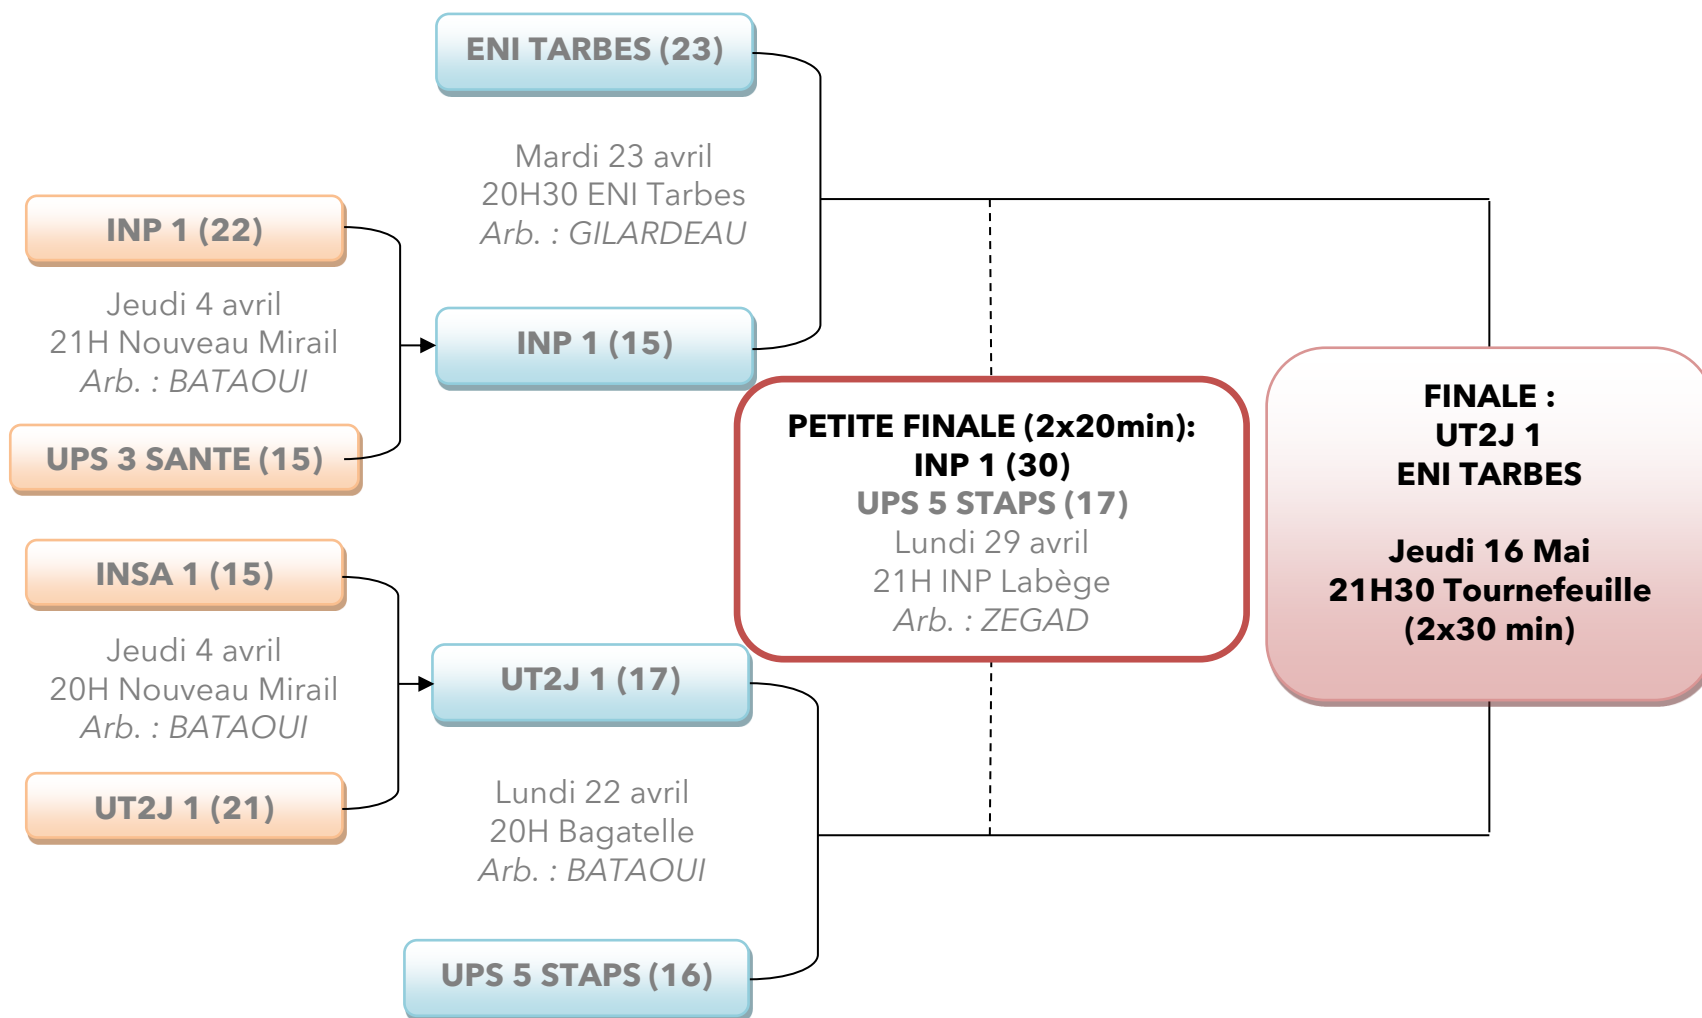 ENI TARBES (23)
Mardi 23 avril
20H30 ENI Tarbes
Arb. : GILARDEAU
INP 1 (22)
Jeudi 4 avril
21H Nouveau Mirail
Arb. : BATAOUI
UPS 3 SANTE (15)
INP 1 (15)
INSA 1 (15)
Jeudi 4 avril
20H Nouveau Mirail
Arb. : BATAOUI
UT2J 1 (21)
UT2J 1 (17)
Lundi 22 avril
20H Bagatelle
Arb. : BATAOUI
UPS 5 STAPS (16)
PETITE FINALE (2x20min):
INP 1 (30)
UPS 5 STAPS (17)
Lundi 29 avril
21H INP Labège
Arb. : ZEGAD
FINALE :
UT2J 1
ENI TARBES
Jeudi 16 Mai
21H30 Tournefeuille
(2x30 min)